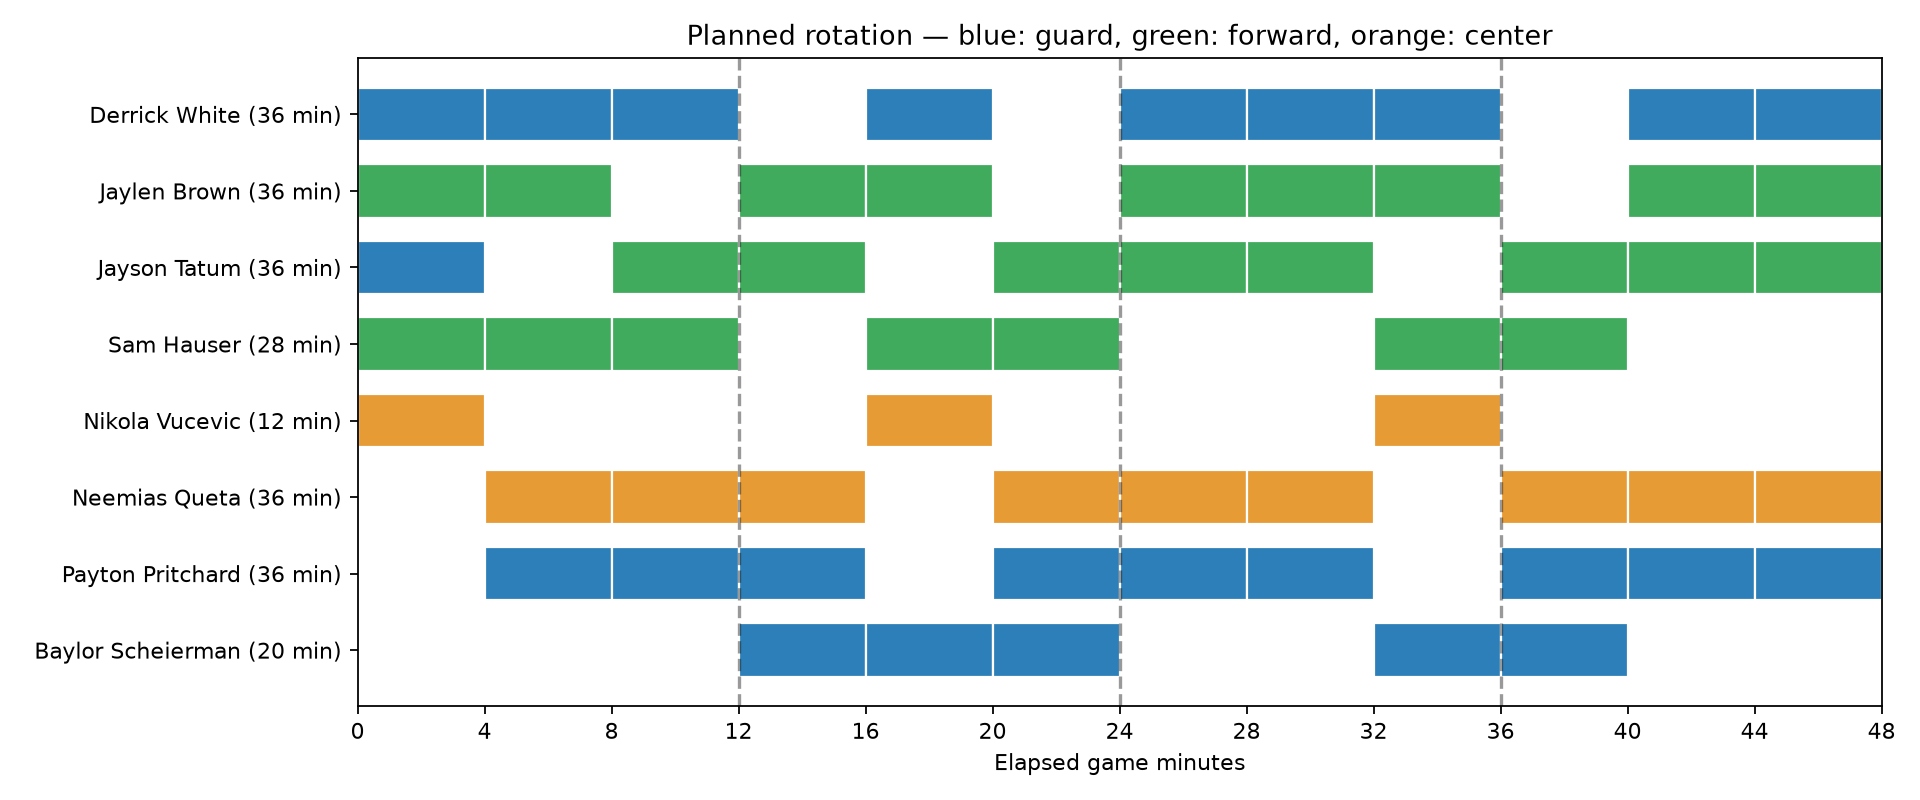 Planned rotation — blue: guard, green: forward, orange: center
Derrick White (36 min)
Jaylen Brown (36 min)
Jayson Tatum (36 min)
Sam Hauser (28 min)
Nikola Vucevic (12 min)
Neemias Queta (36 min)
Payton Pritchard (36 min)
Baylor Scheierman (20 min)
0 4 8 12 16 20 24 28 32 36 40 44 48
Elapsed game minutes